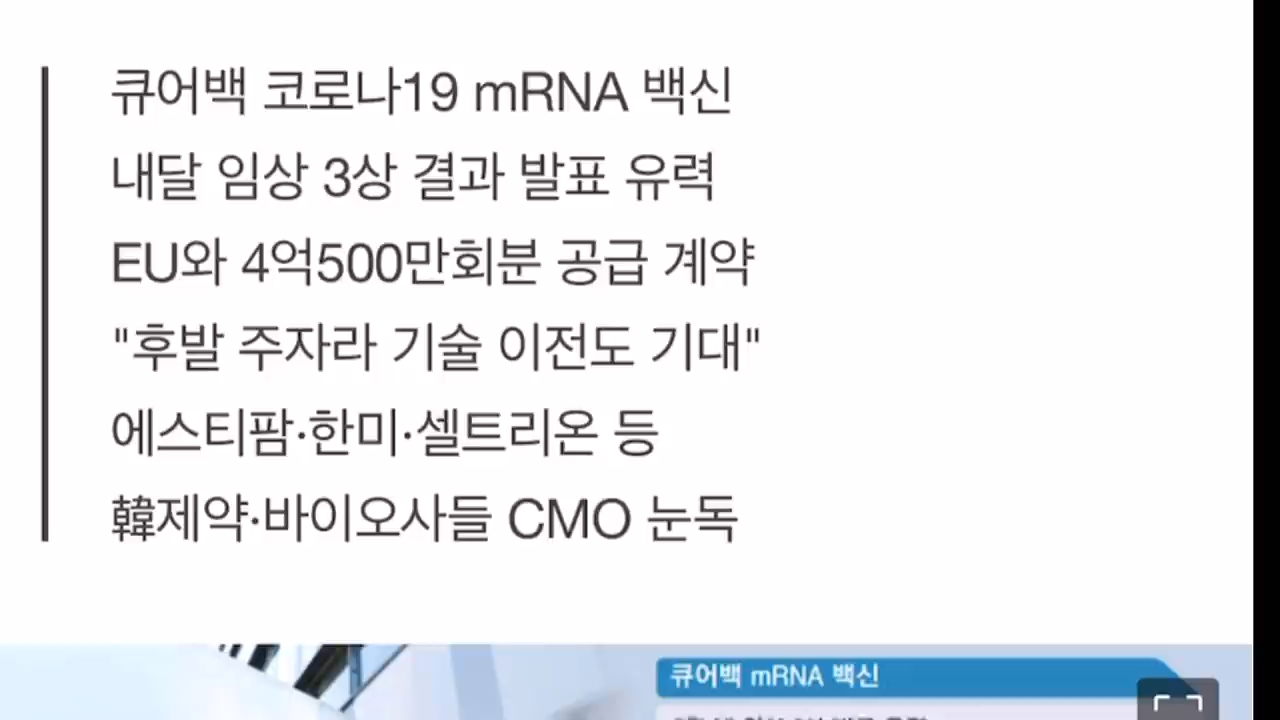 큐어백 코로나19 mRNA 백신
내달 임상 3상 결과 발표 유력
EU와 4억500만회분 공급 계약
"후발 주자라 기술 이전도 기대"
에스티팜·한미·셀트리온 등
韓제약·바이오사들 CMO 눈독
큐어백 mRNA 백신